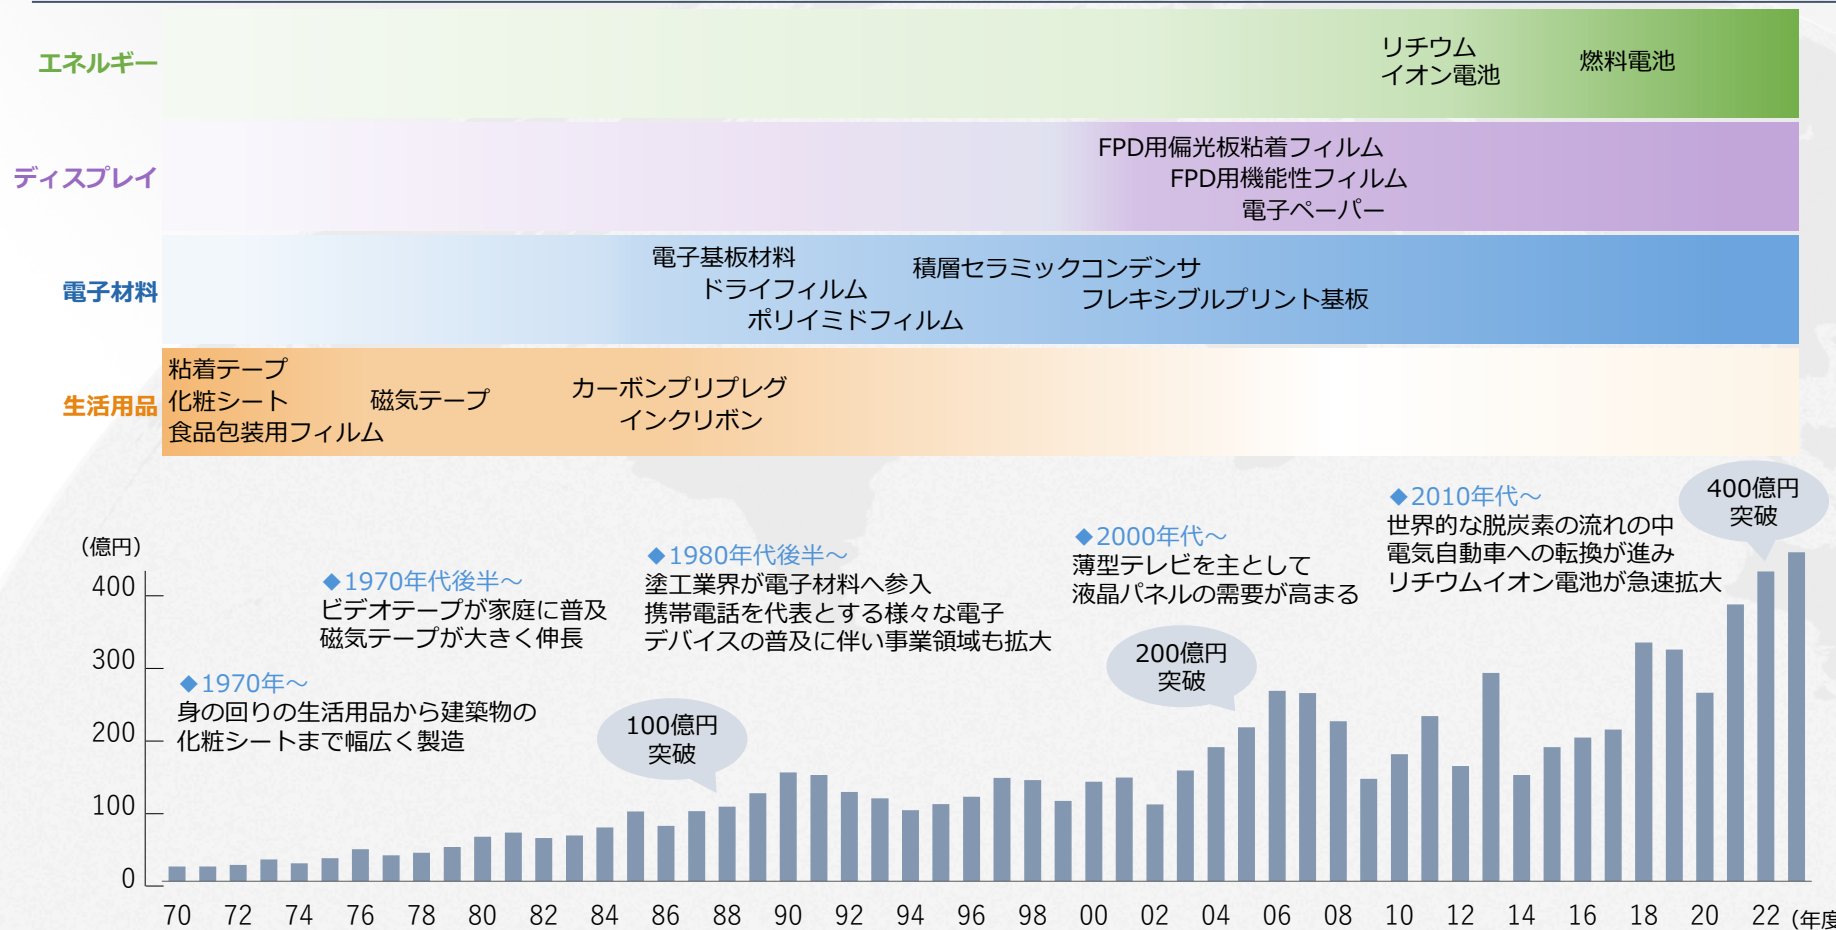 エネルギー
リチウム
イオン電池
燃料電池
ディスプレイ
FPD用偏光板粘着フィルム
FPD用機能性フィルム
電子ペーパー
電子材料
電子基板材料
ドライフィルム
ポリイミドフィルム
積層セラミックコンデンサ
フレキシブルプリント基板
生活用品
粘着テープ
化粧シート
食品包装用フィルム
磁気テープ
カーボンプリプレグ
インクリボン
（億円）
400
300
200
100
0
◆1970年～
身の回りの生活用品から建築物の
化粧シートまで幅広く製造
◆1970年代後半～
ビデオテープが家庭に普及
磁気テープが大きく伸長
◆1980年代後半～
塗工業界が電子材料へ参入
携帯電話を代表とする様々な電子
デバイスの普及に伴い事業領域も拡大
100億円
突破
◆2000年代～
薄型テレビを主として
液晶パネルの需要が高まる
200億円
突破
◆2010年代～
世界的な脱炭素の流れの中
電気自動車への転換が進み
リチウムイオン電池が急速拡大
400億円
突破
70 72 74 76 78 80 82 84 86 88 90 92 94 96 98 00 02 04 06 08 10 12 14 16 18 20 22 （年度